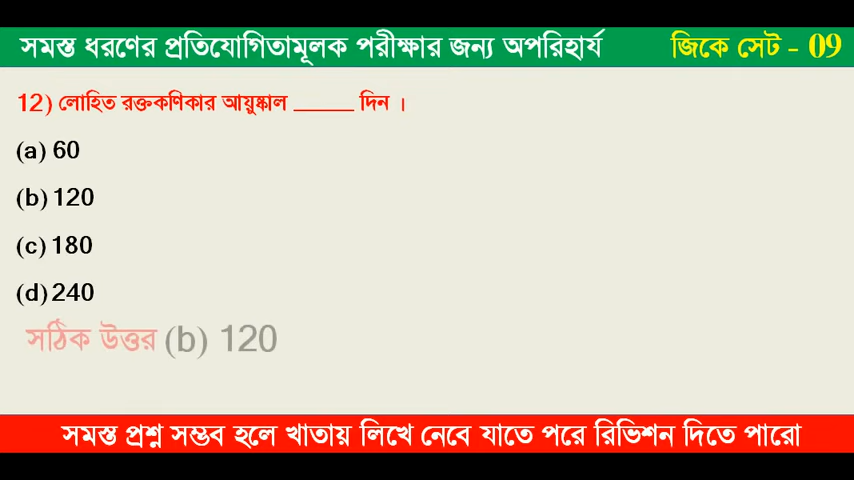 সমস্ত ধরণের প্রতিযোগিতামূলক পরীক্ষার জন্য অপরিহার্য জিকে সেট - 09
12) লোহিত রক্তকণিকার আয়ুষ্কাল _____ দিন ।
(a) 60
(b) 120
(c) 180
(d) 240
সঠিক উত্তর (b) 120
সমস্ত প্রশ্ন সম্ভব হলে খাতায় লিখে নেবে যাতে পরে রিভিশন দিতে পারো